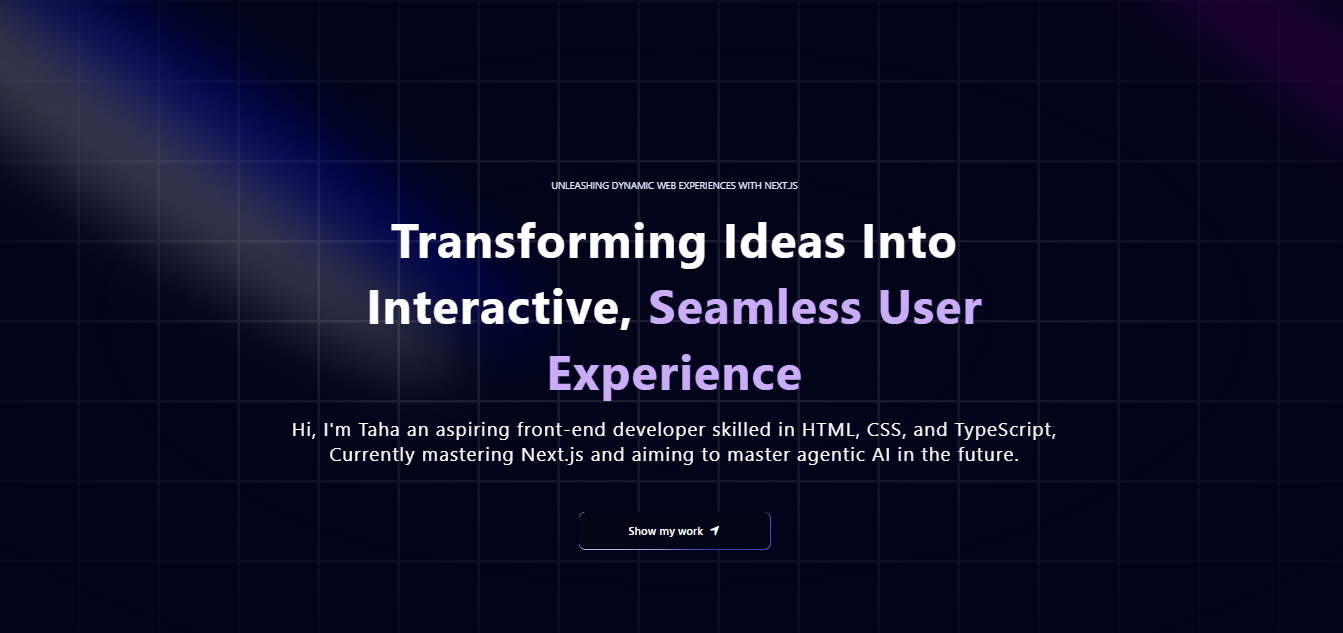 UNLEASHING DYNAMIC WEB EXPERIENCES WITH NEXT.JS
Transforming Ideas Into
Interactive, Seamless User
Experience
Hi, I'm Taha an aspiring front-end developer skilled in HTML, CSS, and TypeScript,
Currently mastering Next.js and aiming to master agentic AI in the future.
Show my work